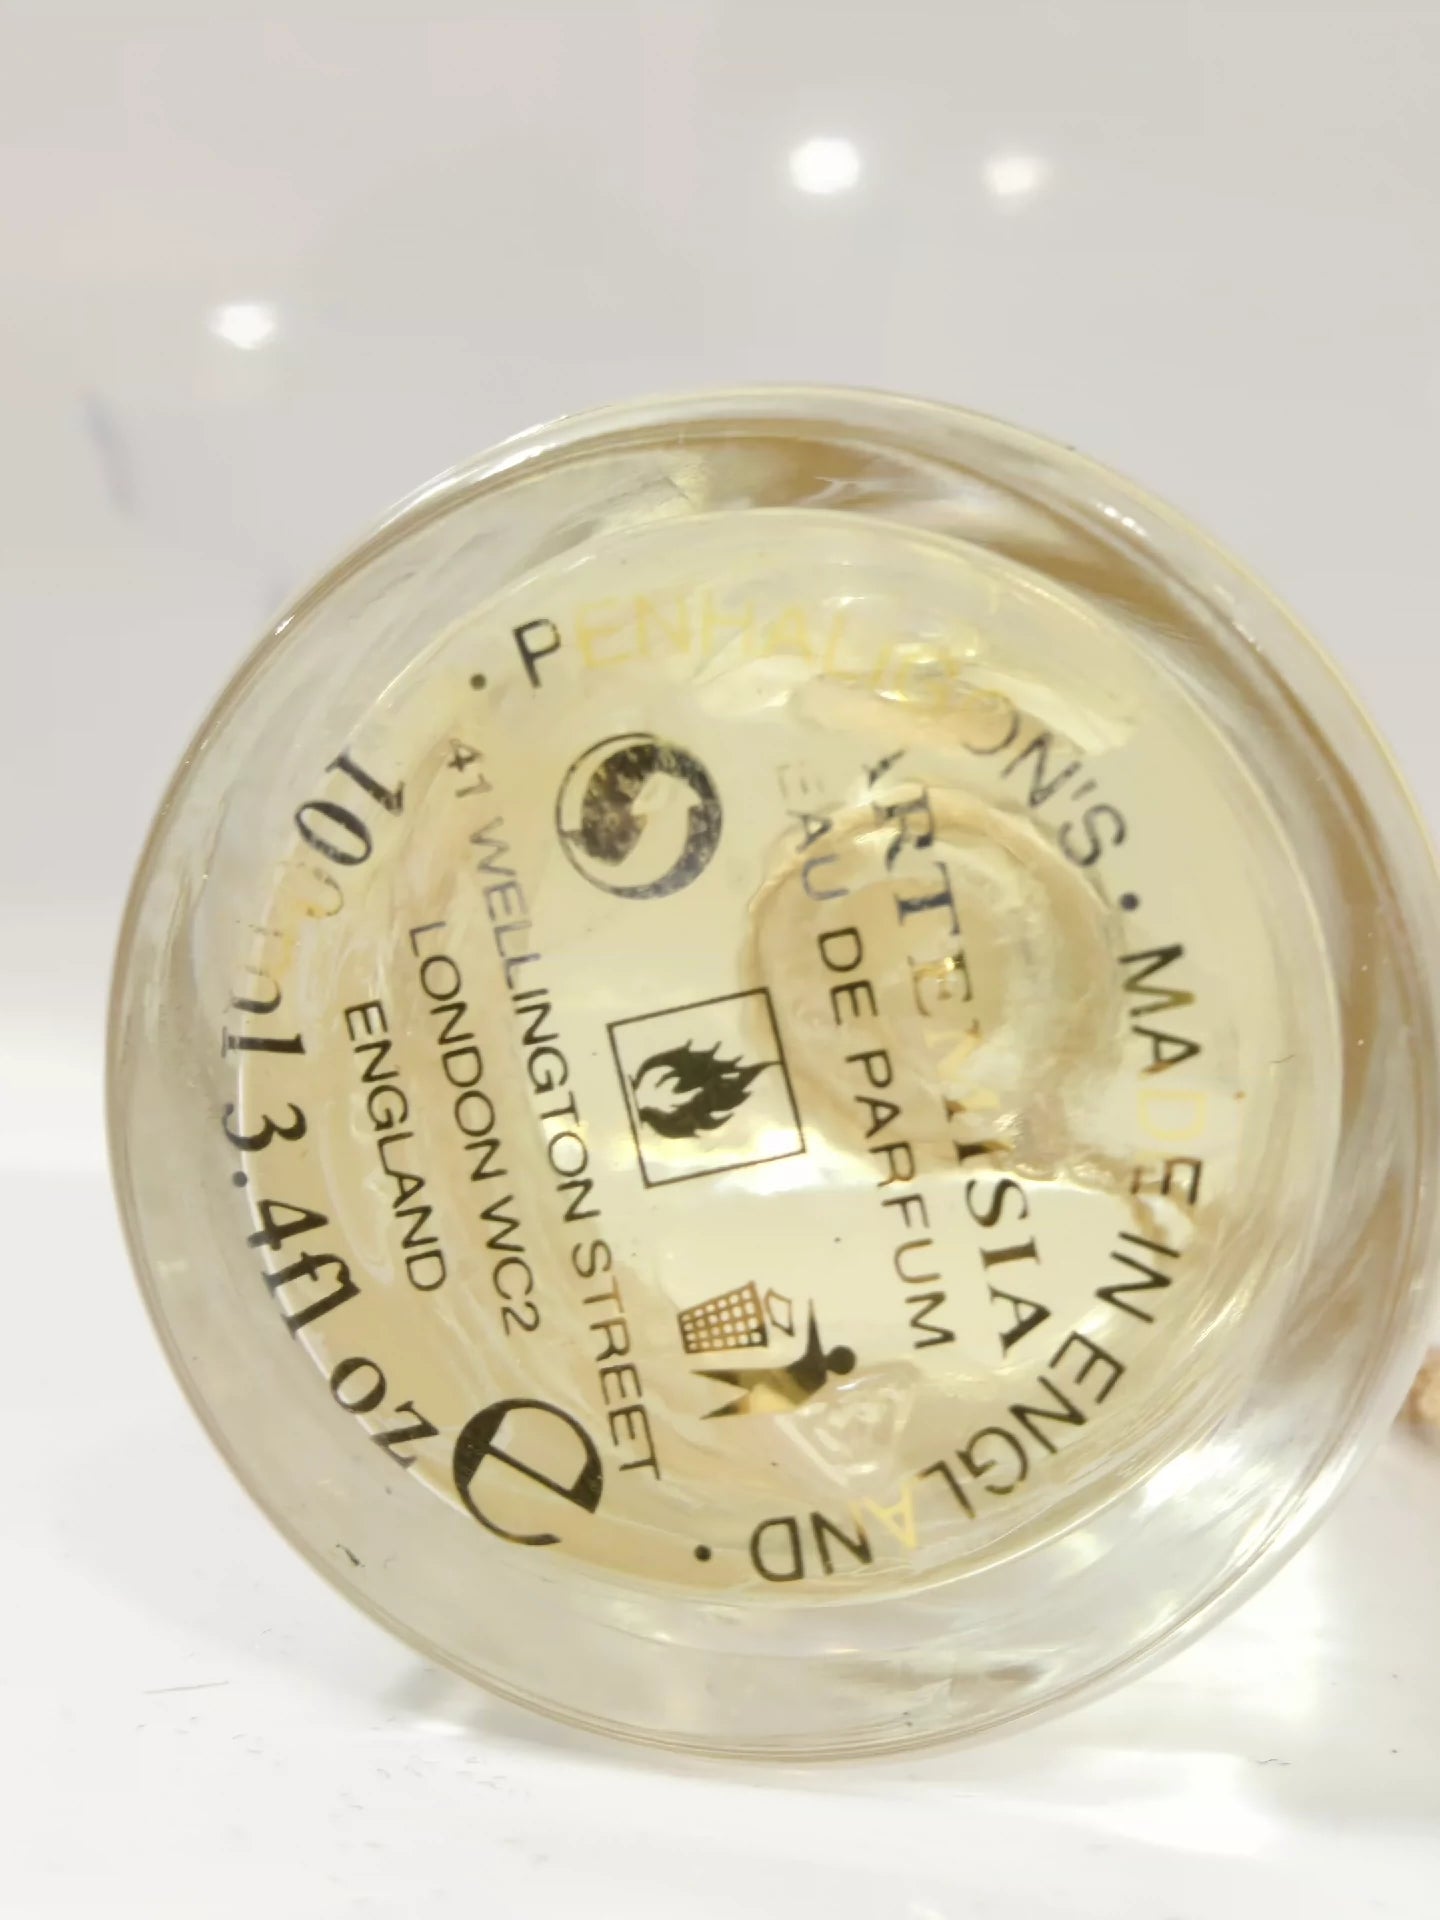 · PENHALIGON'S · MADE IN ENGLAND ·
ARTEMISIA
EAU DE PARFUM
41 WELLINGTON STREET
LONDON WC2
ENGLAND
100ml 3.4fl oz e